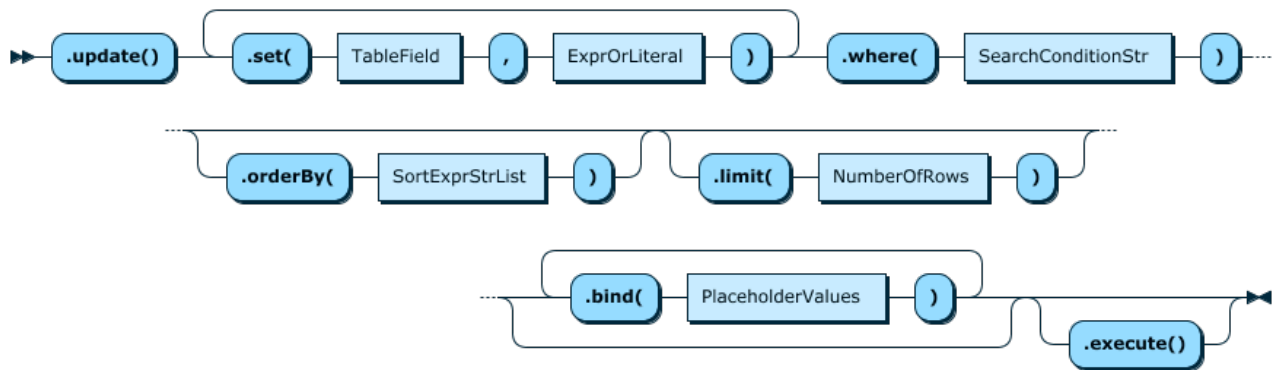 .update() .set( TableField , ExprOrLiteral ) .where( SearchConditionStr )
.orderBy( SortExprStrList ) .limit( NumberOfRows )
.bind( PlaceholderValues )
.execute()